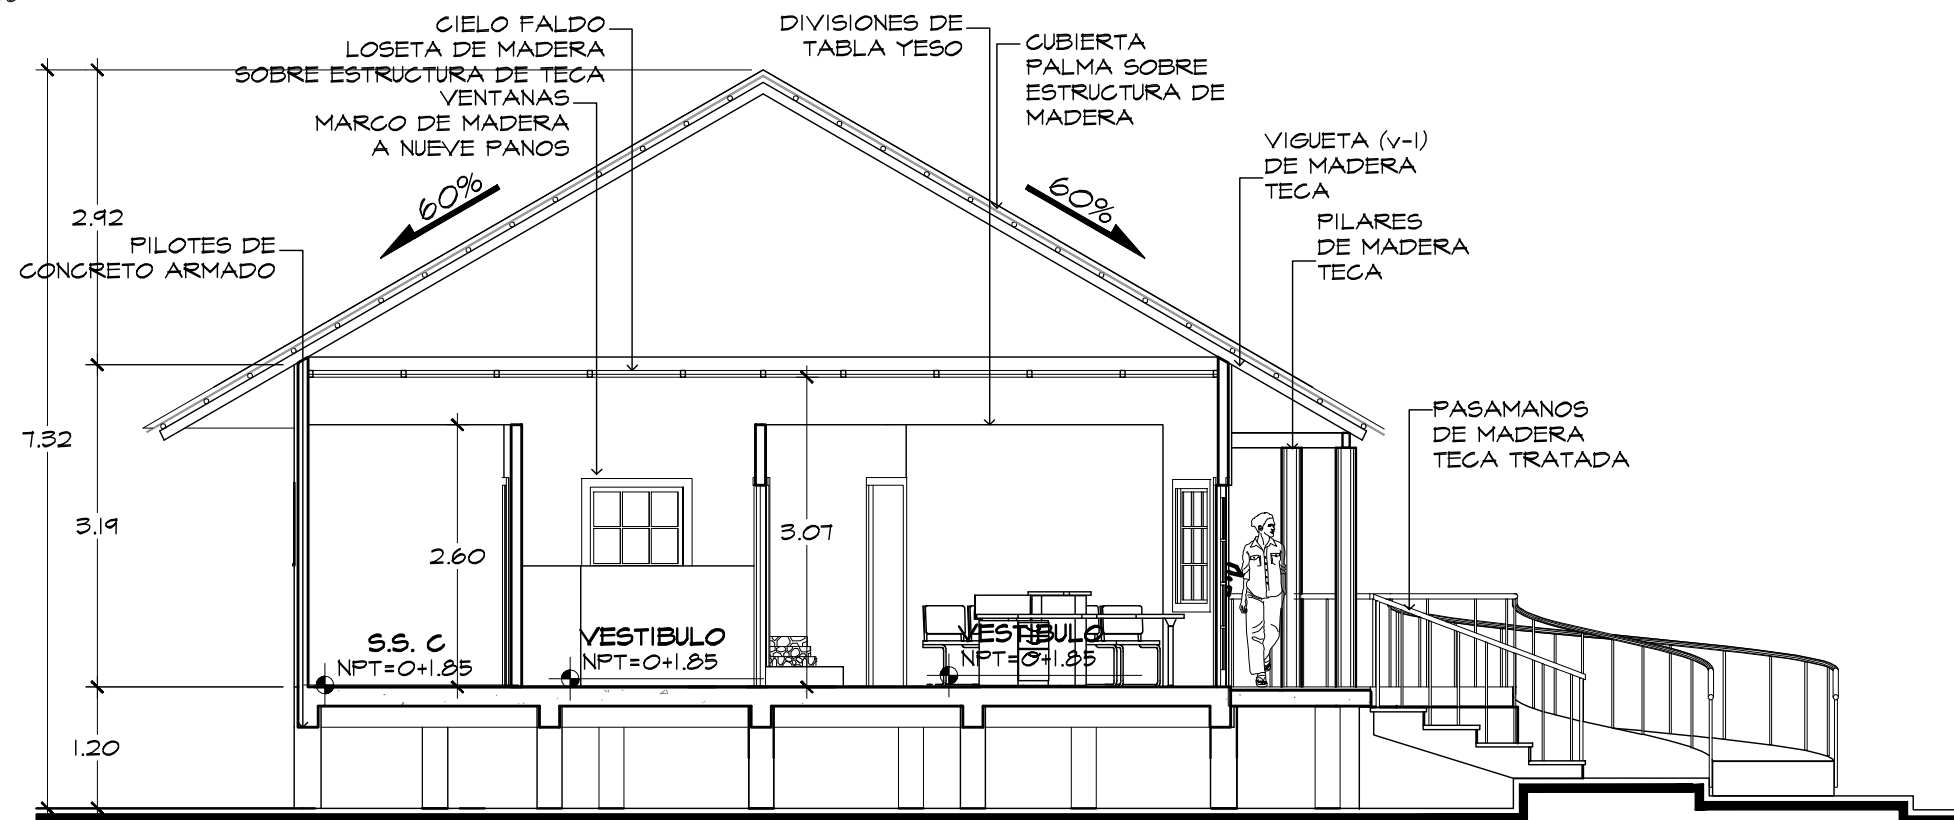 CIELO FALDO
LOSETA DE MADERA
SOBRE ESTRUCTURA DE TECA
VENTANAS
MARCO DE MADERA
A NUEVE PANOS
DIVISIONES DE
TABLA YESO
CUBIERTA
PALMA SOBRE
ESTRUCTURA DE
MADERA
VIGUETA (v-1)
DE MADERA
TECA
PILARES
DE MADERA
TECA
60%
60%
2.92
PILOTES DE
CONCRETO ARMADO
PASAMANOS
DE MADERA
TECA TRATADA
7.32
3.19
2.60
3.07
S.S. C
NPT=0+1.85
VESTIBULO
NPT=0+1.85
VESTIBULO
NPT=0+1.85
1.20